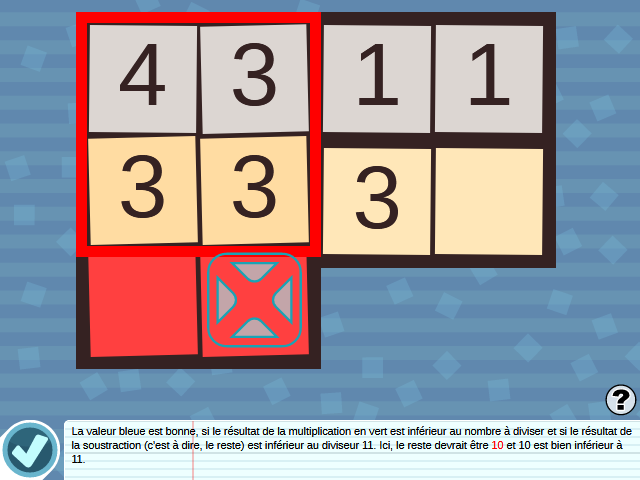 4 3 1 1
3 3 3
?
La valeur bleue est bonne, si le résultat de la multiplication en vert est inférieur au nombre à diviser et si le résultat de
la soustraction (c'est à dire, le reste) est inférieur au diviseur 11. Ici, le reste devrait être 10 et 10 est bien inférieur à
11.